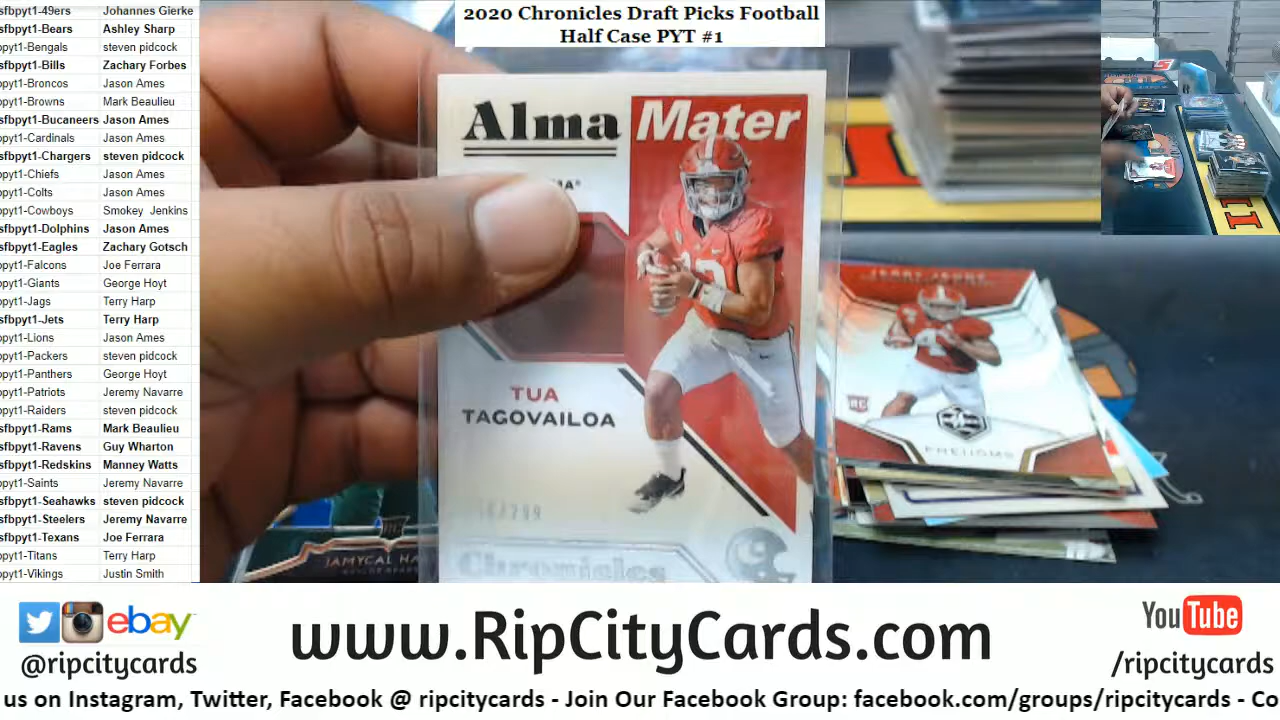 sfbpyt1-49ers Johannes Gierke
sfbpyt1-Bears Ashley Sharp
pyt1-Bengals steven pidcock
sfbpyt1-Bills Zachary Forbes
pyt1-Broncos Jason Ames
pyt1-Browns Mark Beaulieu
sfbpyt1-Bucaneers Jason Ames
pyt1-Cardinals Jason Ames
sfbpyt1-Chargers steven pidcock
pyt1-Chiefs Jason Ames
pyt1-Colts Jason Ames
pyt1-Cowboys Smokey Jenkins
sfbpyt1-Dolphins Jason Ames
sfbpyt1-Eagles Zachary Gotsch
pyt1-Falcons Joe Ferrara
pyt1-Giants George Hoyt
pyt1-Jags Terry Harp
sfbpyt1-Jets Terry Harp
pyt1-Lions Jason Ames
pyt1-Packers steven pidcock
pyt1-Panthers George Hoyt
pyt1-Patriots Jeremy Navarre
pyt1-Raiders steven pidcock
sfbpyt1-Rams Mark Beaulieu
sfbpyt1-Ravens Guy Wharton
sfbpyt1-Redskins Manney Watts
pyt1-Saints Jeremy Navarre
sfbpyt1-Seahawks steven pidcock
sfbpyt1-Steelers Jeremy Navarre
sfbpyt1-Texans Joe Ferrara
pyt1-Titans Terry Harp
pyt1-Vikings Justin Smith
2020 Chronicles Draft Picks Football
Half Case PYT #1
Alma Mater
TUA
TAGOVAILOA
Chronicles
JERRY JEUDY
RC
PHENOMS
JAMYCAL
ebay
@ripcitycards
www.RipCityCards.com
YouTube
/ripcitycards
us on Instagram, Twitter, Facebook @ ripcitycards - Join Our Facebook Group: facebook.com/groups/ripcitycards - Co